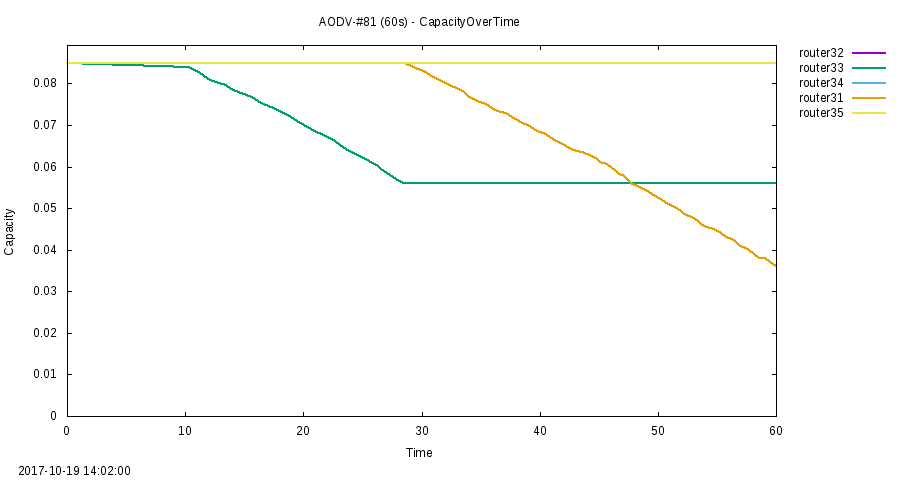 AODV-#81 (60s) - CapacityOverTime
router32
router33
router34
router31
router35
0.08
0.07
0.06
0.05
0.04
0.03
0.02
0.01
0
Capacity
0 10 20 30 40 50 60
Time
2017-10-19 14:02:00